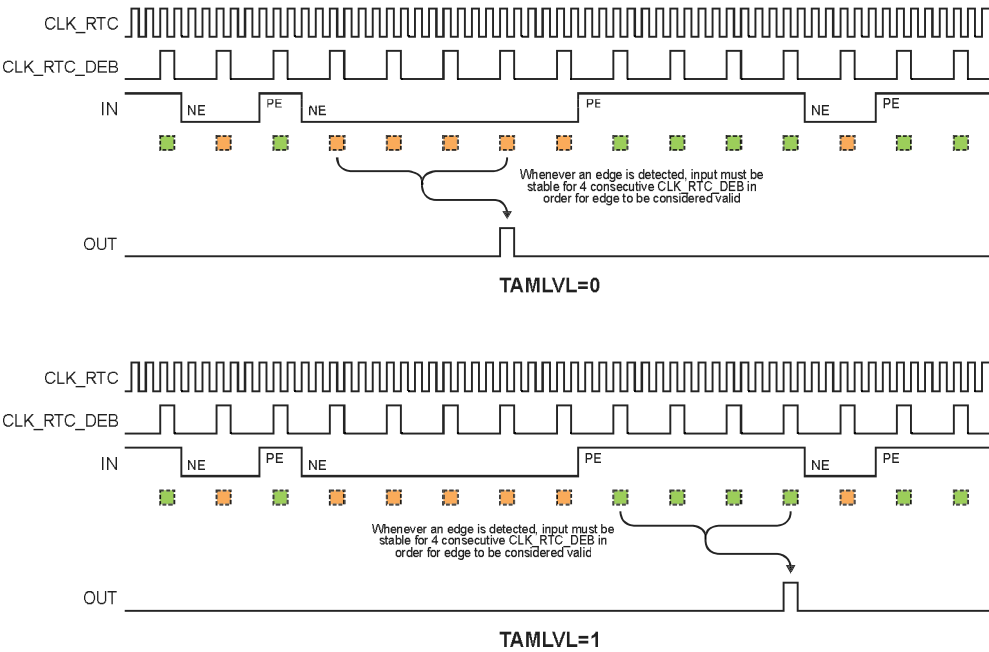 CLK_RTC
CLK_RTC_DEB
IN
NE
PE
NE
PE
NE
PE
Whenever an edge is detected, input must be
stable for 4 consecutive CLK_RTC_DEB in
order for edge to be considered valid
OUT
TAMLVL=0
CLK_RTC
CLK_RTC_DEB
IN
NE
PE
NE
PE
NE
PE
Whenever an edge is detected, input must be
stable for 4 consecutive CLK_RTC_DEB in
order for edge to be considered valid
OUT
TAMLVL=1